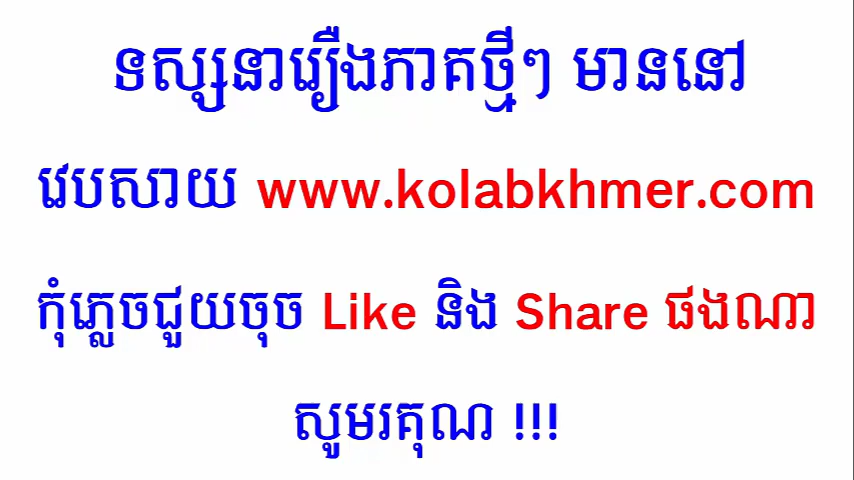 ទស្សនារឿងភាគថ្មីៗ មាននៅ
វេបសាយ www.kolabkhmer.com
កុំភ្លេចជួយចុច Like និង Share ផងណា
សូមរគុណ !!!